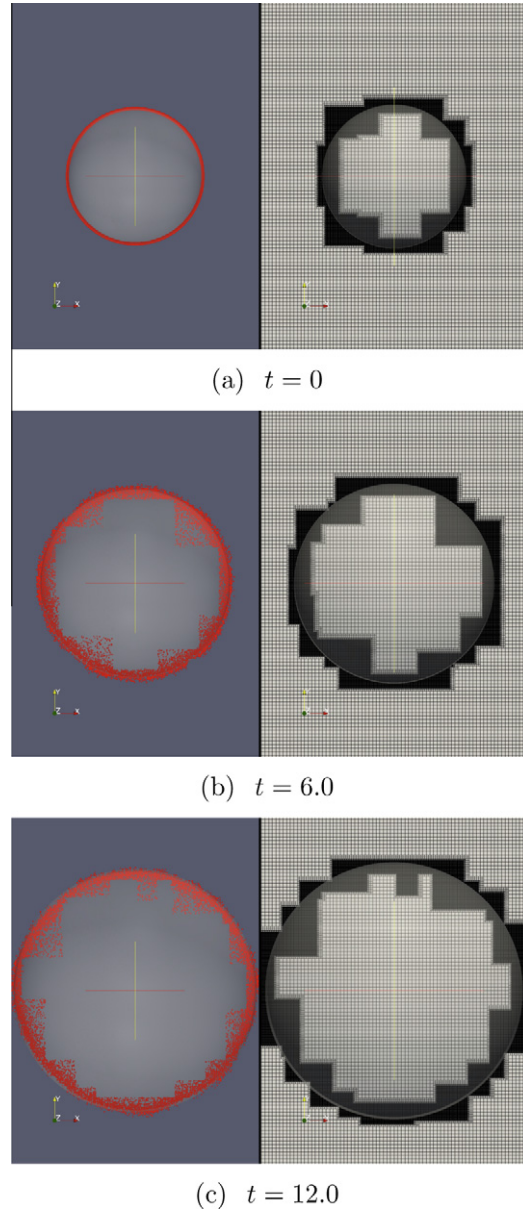 Y
Z X
Y
Z X
(a) t = 0
Y
Z X
Y
Z X
(b) t = 6.0
Y
Z X
Y
Z X
(c) t = 12.0